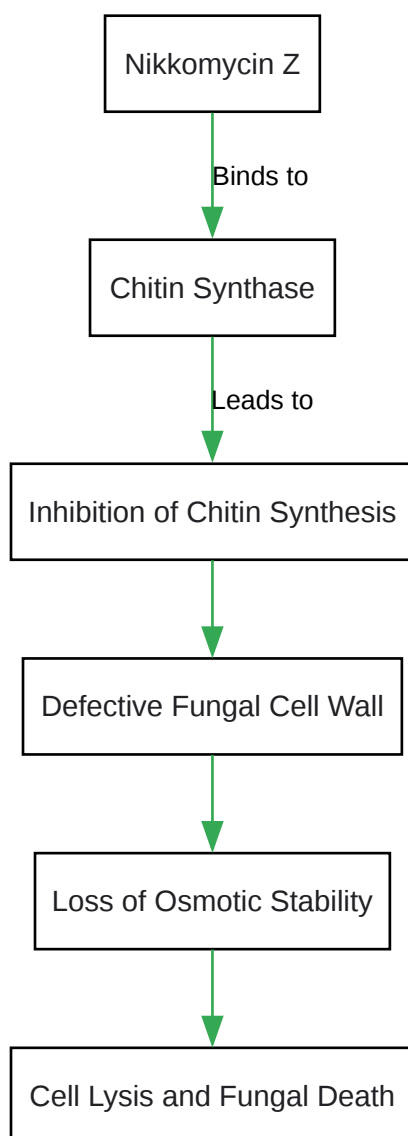 Nikkomycin Z
Binds to
Chitin Synthase
Leads to
Inhibition of Chitin Synthesis
Defective Fungal Cell Wall
Loss of Osmotic Stability
Cell Lysis and Fungal Death